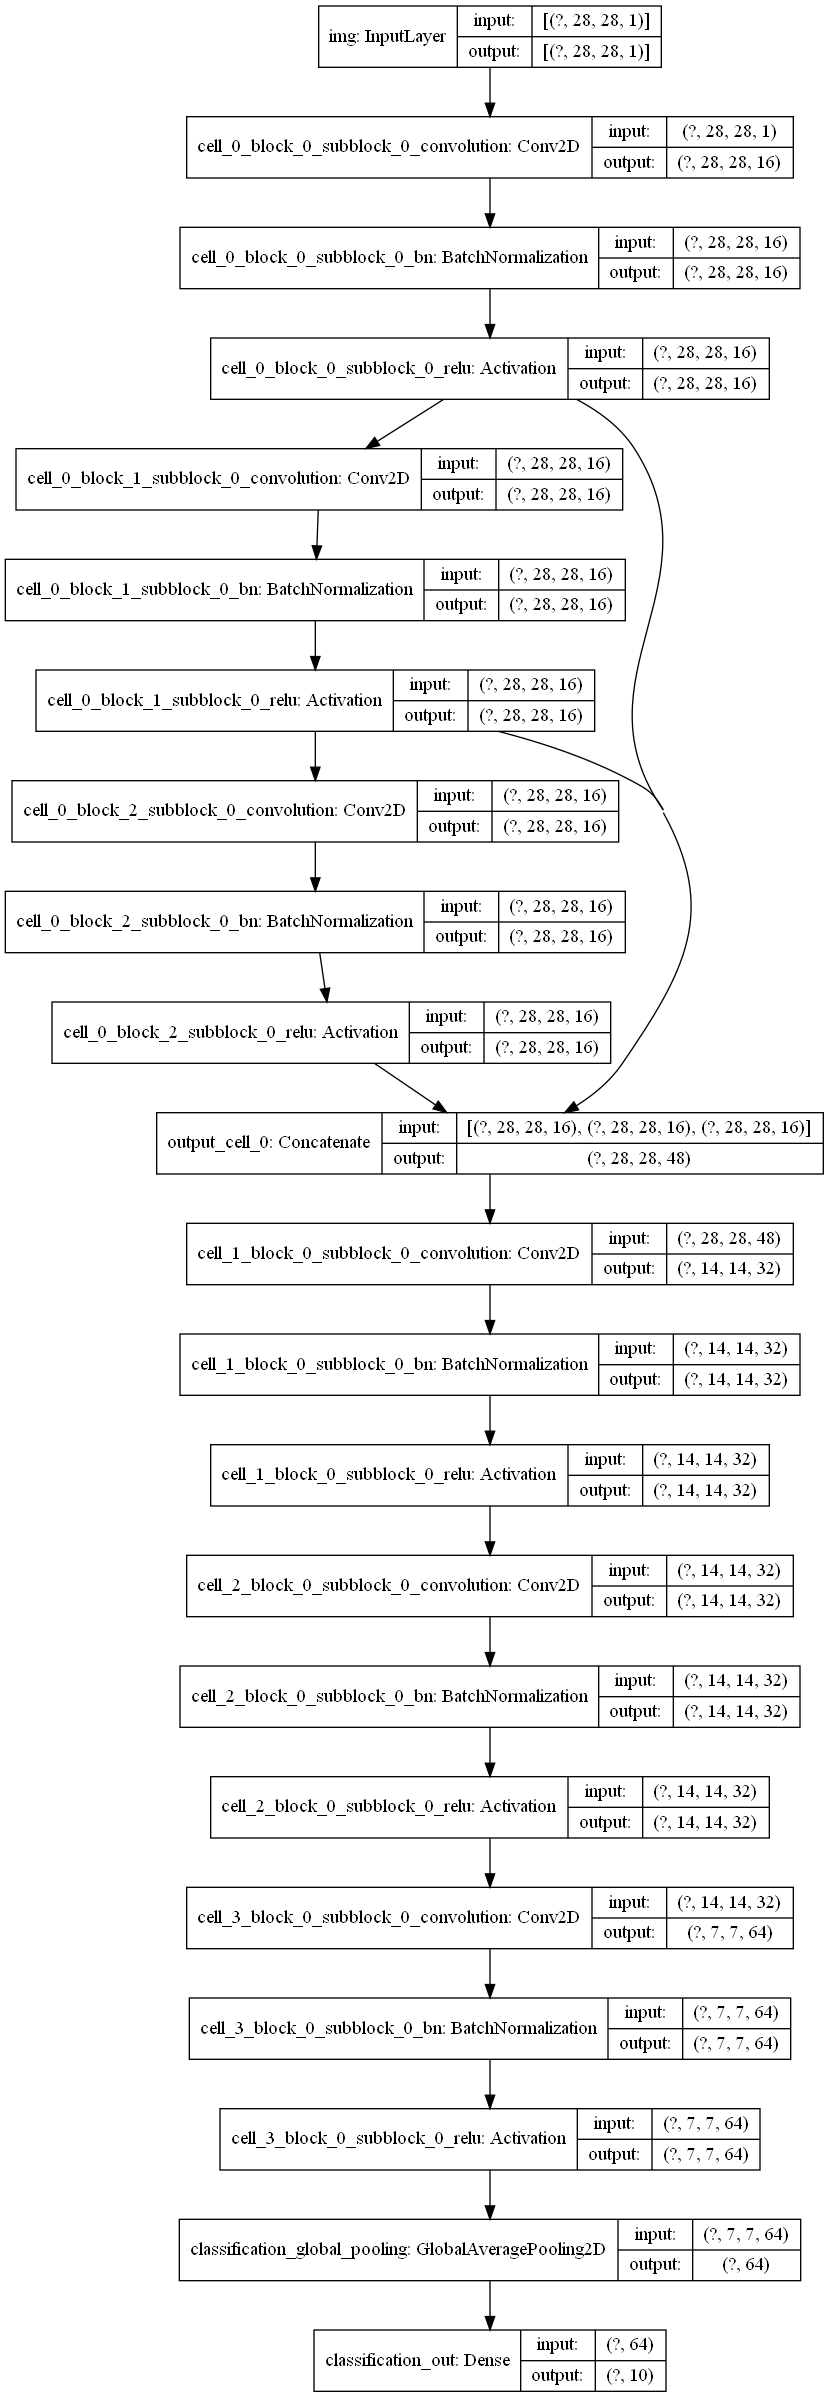 img: InputLayer
input: [(?, 28, 28, 1)]
output: [(?, 28, 28, 1)]
cell_0_block_0_subblock_0_convolution: Conv2D
input: (?, 28, 28, 1)
output: (?, 28, 28, 16)
cell_0_block_0_subblock_0_bn: BatchNormalization
input: (?, 28, 28, 16)
output: (?, 28, 28, 16)
cell_0_block_0_subblock_0_relu: Activation
input: (?, 28, 28, 16)
output: (?, 28, 28, 16)
cell_0_block_1_subblock_0_convolution: Conv2D
input: (?, 28, 28, 16)
output: (?, 28, 28, 16)
cell_0_block_1_subblock_0_bn: BatchNormalization
input: (?, 28, 28, 16)
output: (?, 28, 28, 16)
cell_0_block_1_subblock_0_relu: Activation
input: (?, 28, 28, 16)
output: (?, 28, 28, 16)
cell_0_block_2_subblock_0_convolution: Conv2D
input: (?, 28, 28, 16)
output: (?, 28, 28, 16)
cell_0_block_2_subblock_0_bn: BatchNormalization
input: (?, 28, 28, 16)
output: (?, 28, 28, 16)
cell_0_block_2_subblock_0_relu: Activation
input: (?, 28, 28, 16)
output: (?, 28, 28, 16)
output_cell_0: Concatenate
input: [(?, 28, 28, 16), (?, 28, 28, 16), (?, 28, 28, 16)]
output: (?, 28, 28, 48)
cell_1_block_0_subblock_0_convolution: Conv2D
input: (?, 28, 28, 48)
output: (?, 14, 14, 32)
cell_1_block_0_subblock_0_bn: BatchNormalization
input: (?, 14, 14, 32)
output: (?, 14, 14, 32)
cell_1_block_0_subblock_0_relu: Activation
input: (?, 14, 14, 32)
output: (?, 14, 14, 32)
cell_2_block_0_subblock_0_convolution: Conv2D
input: (?, 14, 14, 32)
output: (?, 14, 14, 32)
cell_2_block_0_subblock_0_bn: BatchNormalization
input: (?, 14, 14, 32)
output: (?, 14, 14, 32)
cell_2_block_0_subblock_0_relu: Activation
input: (?, 14, 14, 32)
output: (?, 14, 14, 32)
cell_3_block_0_subblock_0_convolution: Conv2D
input: (?, 14, 14, 32)
output: (?, 7, 7, 64)
cell_3_block_0_subblock_0_bn: BatchNormalization
input: (?, 7, 7, 64)
output: (?, 7, 7, 64)
cell_3_block_0_subblock_0_relu: Activation
input: (?, 7, 7, 64)
output: (?, 7, 7, 64)
classification_global_pooling: GlobalAveragePooling2D
input: (?, 7, 7, 64)
output: (?, 64)
classification_out: Dense
input: (?, 64)
output: (?, 10)